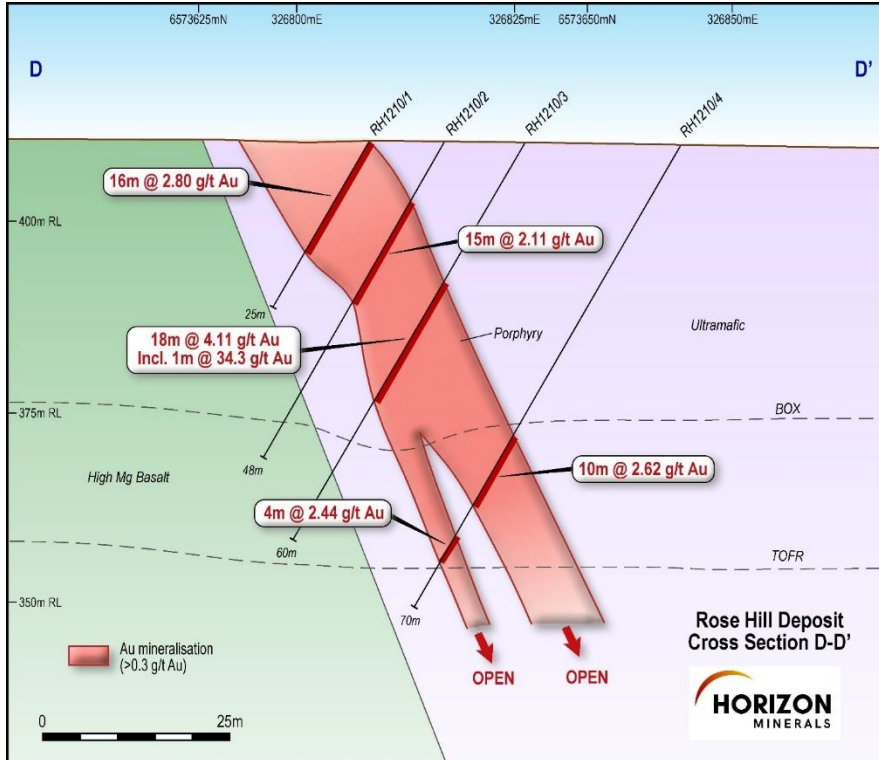 6573625mN
326800mE
326825mE
6573650mN
326850mE
D
D'
RH1210/1
RH1210/2
RH1210/3
RH1210/4
16m @ 2.80 g/t Au
400m RL
15m @ 2.11 g/t Au
25m
18m @ 4.11 g/t Au
Incl. 1m @ 34.3 g/t Au
Porphyry
Ultramafic
375m RL
BOX
48m
High Mg Basalt
10m @ 2.62 g/t Au
4m @ 2.44 g/t Au
60m
TOFR
350m RL
70m
Rose Hill Deposit
Cross Section D-D'
Au mineralisation
(>0.3 g/t Au)
OPEN
OPEN
HORIZON
MINERALS
0
25m